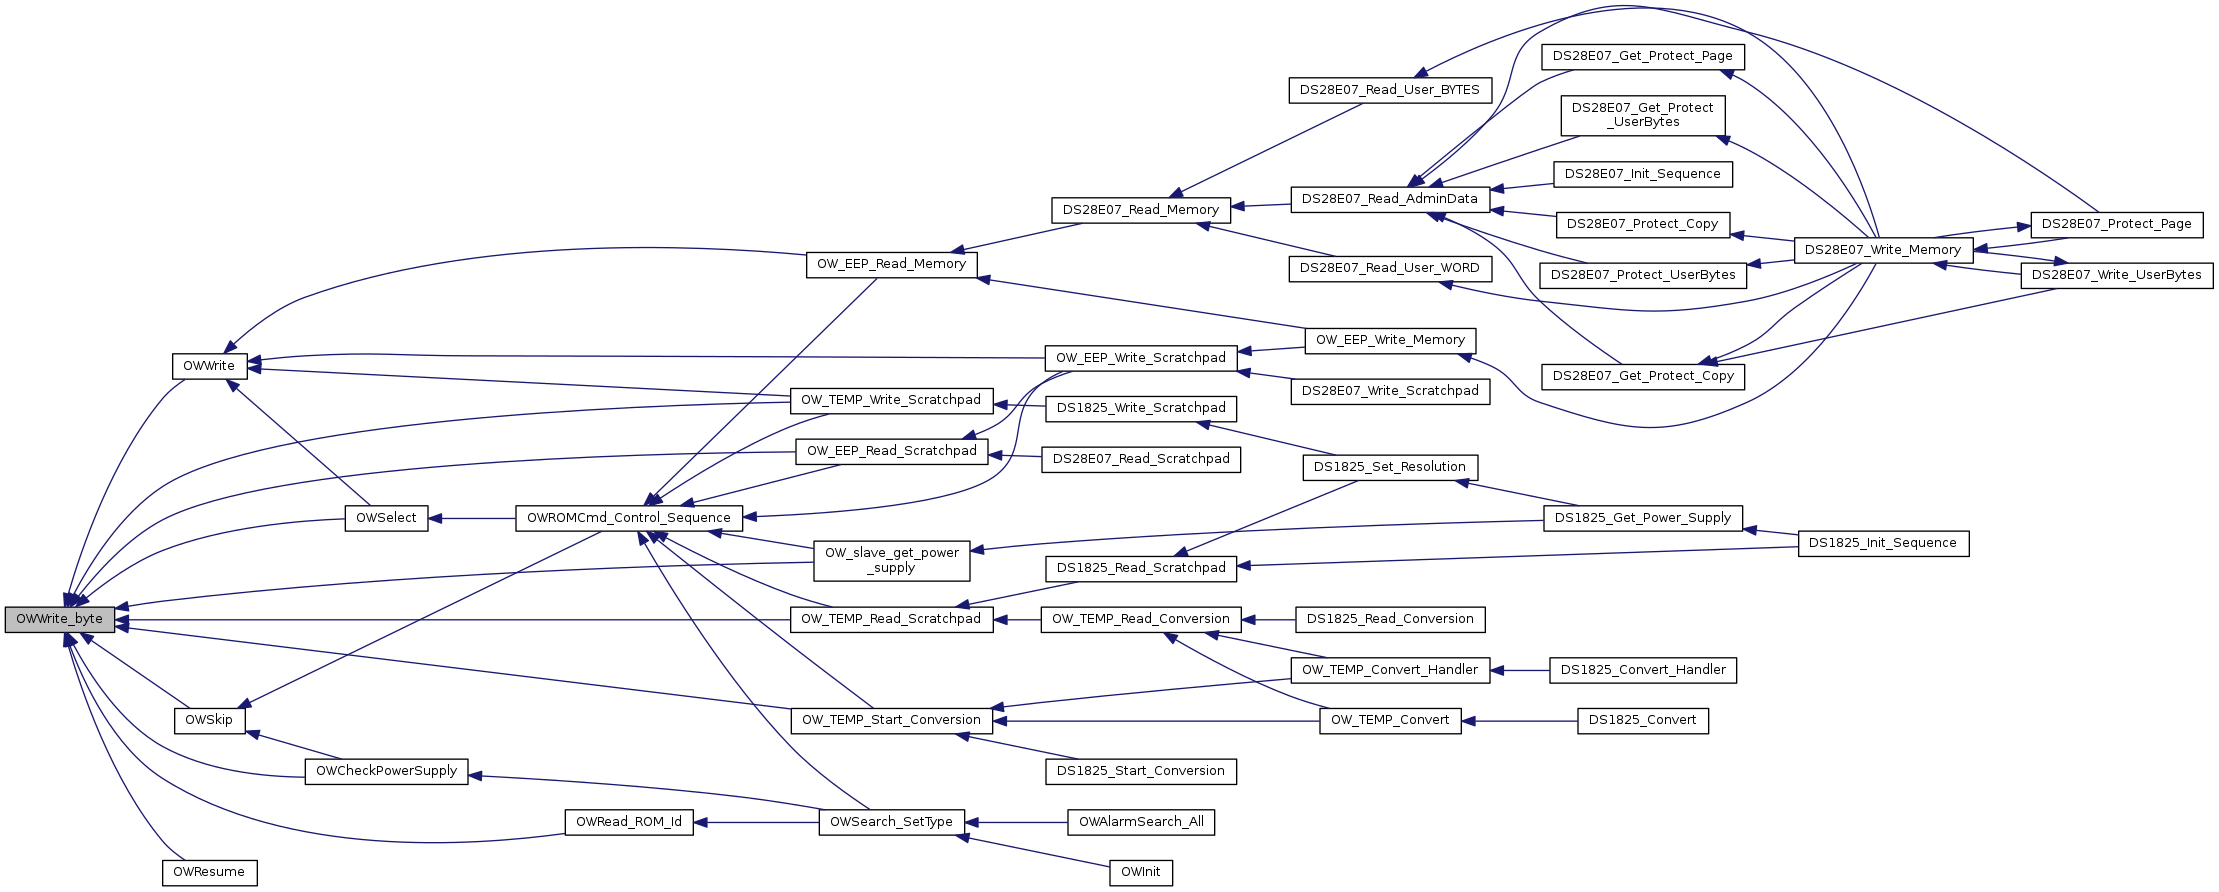 OWWrite_byte
OWWrite
OWSelect
OWSkip
OWCheckPowerSupply
OWRead_ROM_Id
OWResume
OWROMCmd_Control_Sequence
OW_EEP_Read_Memory
OW_TEMP_Write_Scratchpad
OW_EEP_Read_Scratchpad
OW_slave_get_power
_supply
OW_TEMP_Read_Scratchpad
OW_TEMP_Start_Conversion
OWSearch_SetType
DS28E07_Read_Memory
OW_EEP_Write_Scratchpad
DS1825_Write_Scratchpad
DS28E07_Read_Scratchpad
DS1825_Read_Scratchpad
OW_TEMP_Read_Conversion
DS1825_Start_Conversion
OWAlarmSearch_All
OWInit
DS28E07_Read_User_BYTES
DS28E07_Read_AdminData
DS28E07_Read_User_WORD
OW_EEP_Write_Memory
DS28E07_Write_Scratchpad
DS1825_Set_Resolution
DS1825_Read_Conversion
OW_TEMP_Convert_Handler
OW_TEMP_Convert
DS28E07_Get_Protect_Page
DS28E07_Get_Protect
_UserBytes
DS28E07_Init_Sequence
DS28E07_Protect_Copy
DS28E07_Protect_UserBytes
DS28E07_Get_Protect_Copy
DS1825_Get_Power_Supply
DS1825_Convert_Handler
DS1825_Convert
DS28E07_Write_Memory
DS1825_Init_Sequence
DS28E07_Protect_Page
DS28E07_Write_UserBytes